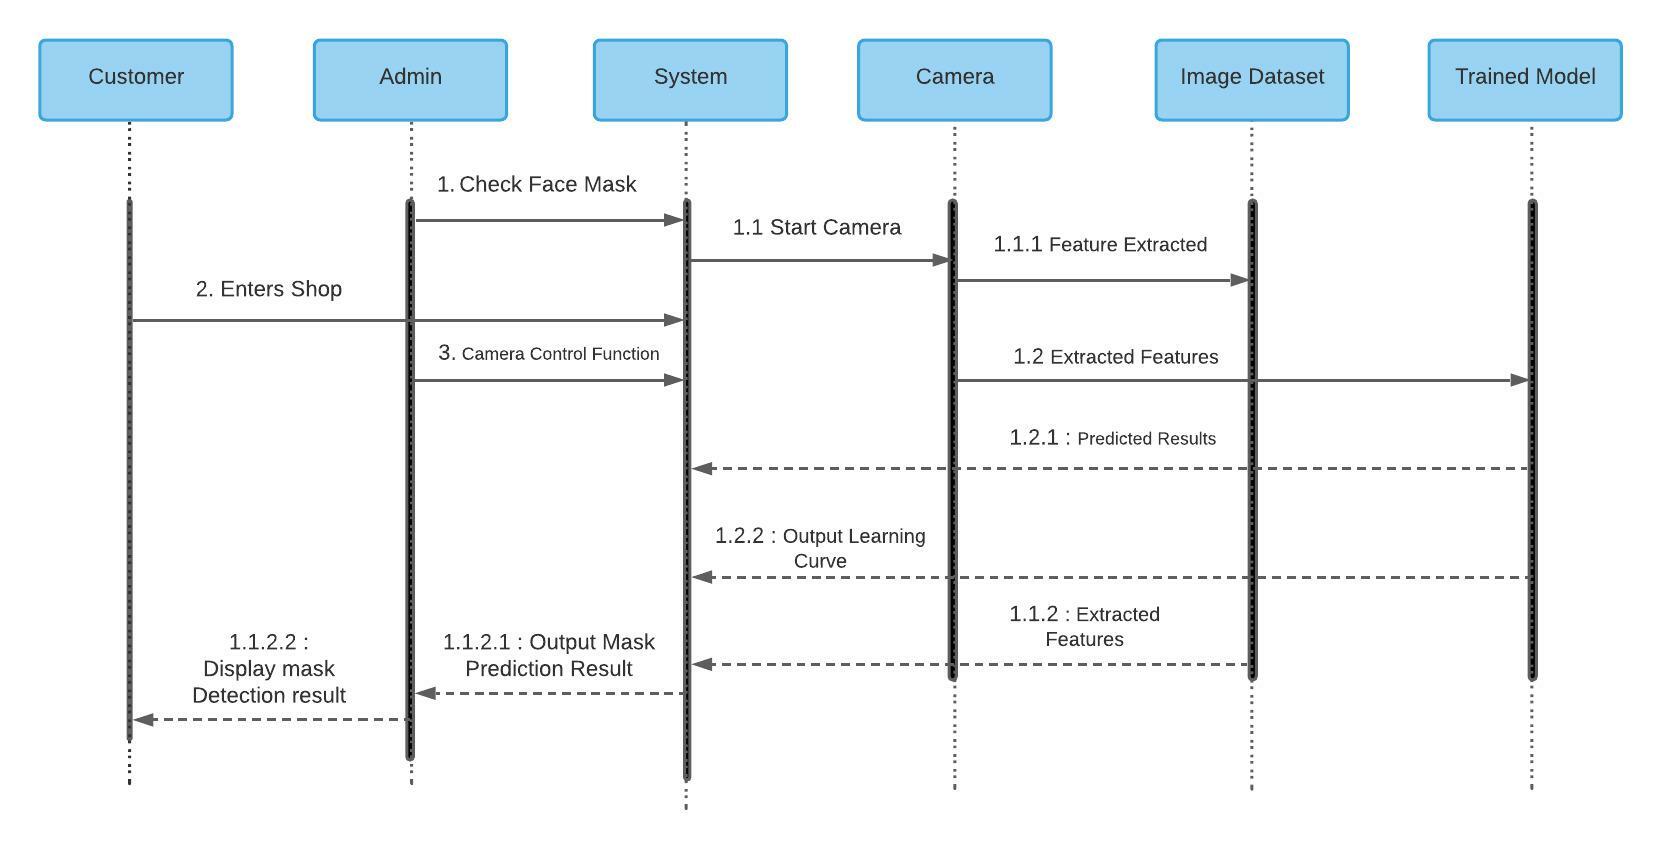 Customer
Admin
System
Camera
Image Dataset
Trained Model
1. Check Face Mask
1.1 Start Camera
1.1.1 Feature Extracted
2. Enters Shop
3. Camera Control Function
1.2 Extracted Features
1.2.1 : Predicted Results
1.2.2 : Output Learning
Curve
1.1.2 : Extracted
Features
1.1.2.2 :
Display mask
Detection result
1.1.2.1 : Output Mask
Prediction Result